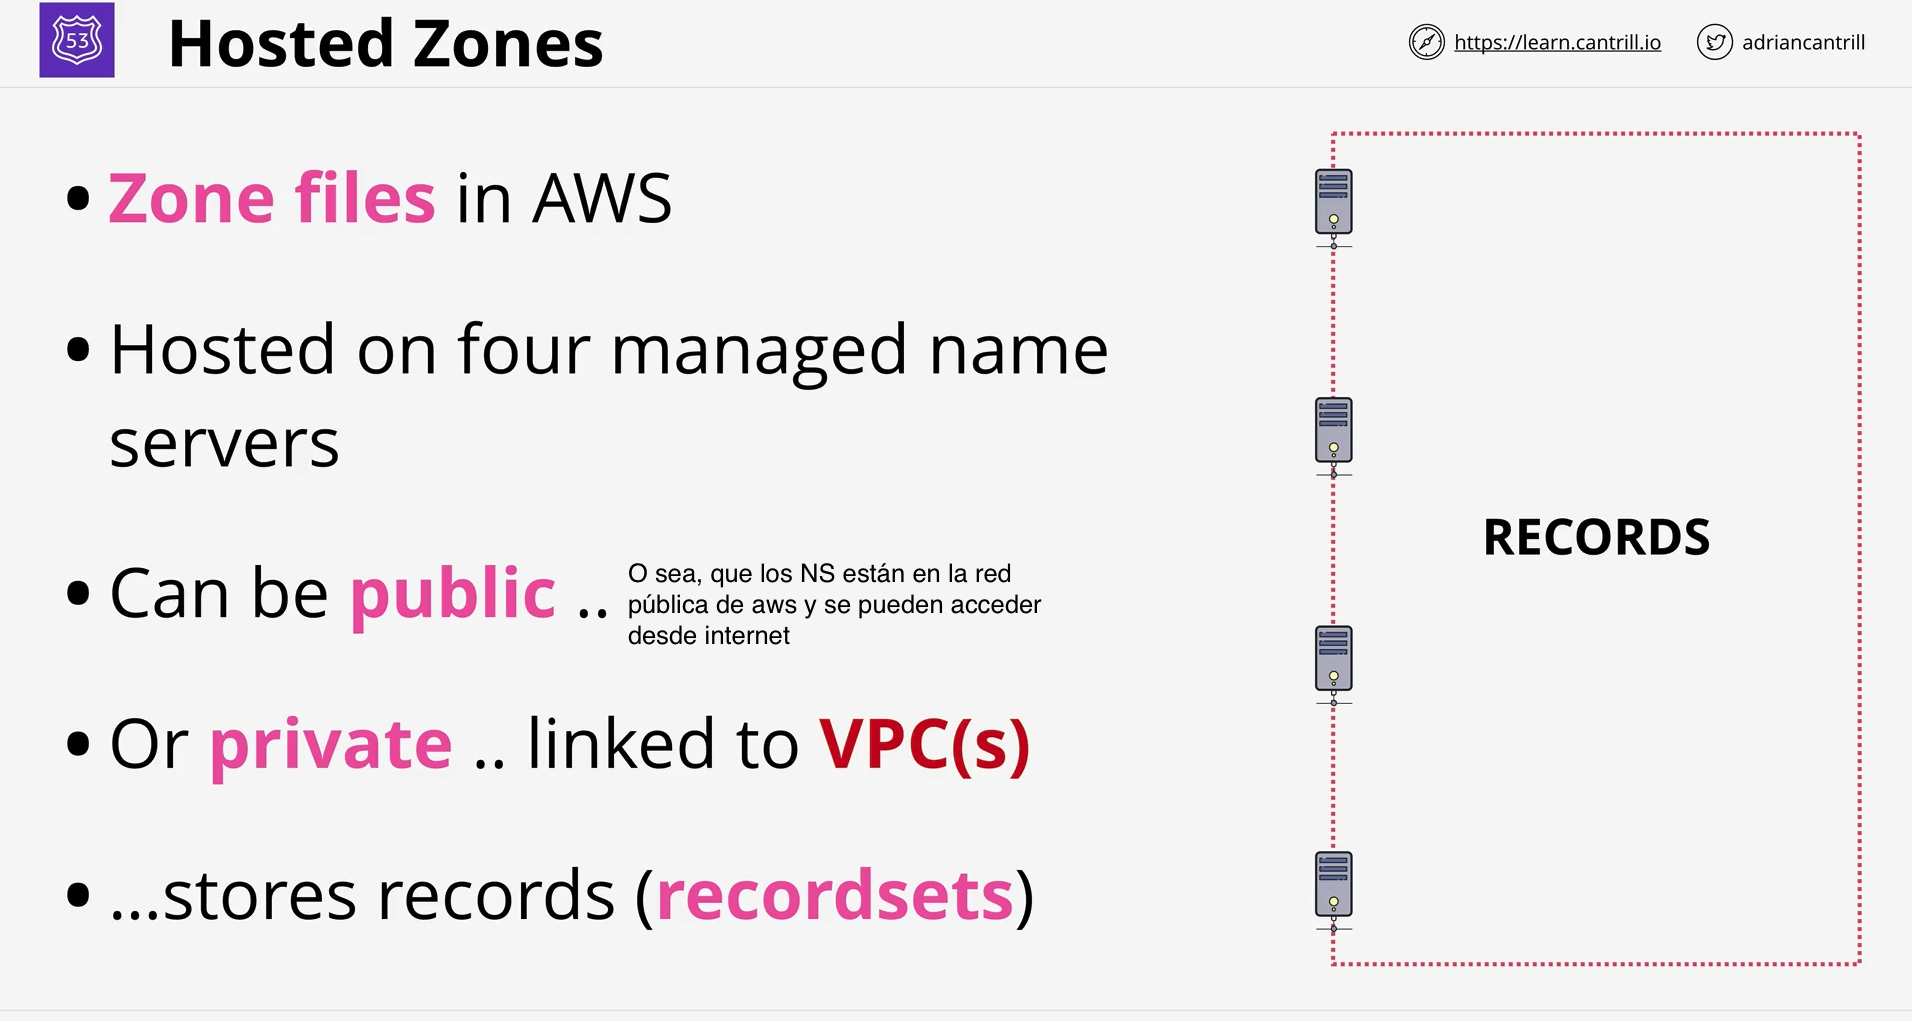 53
Hosted Zones
https://learn.cantrill.io
adriancantrill
• Zone files in AWS
• Hosted on four managed name
servers
• Can be public ..
O sea, que los NS están en la red
pública de aws y se pueden acceder
desde internet
• Or private .. linked to VPC(s)
• ...stores records (recordsets)
RECORDS